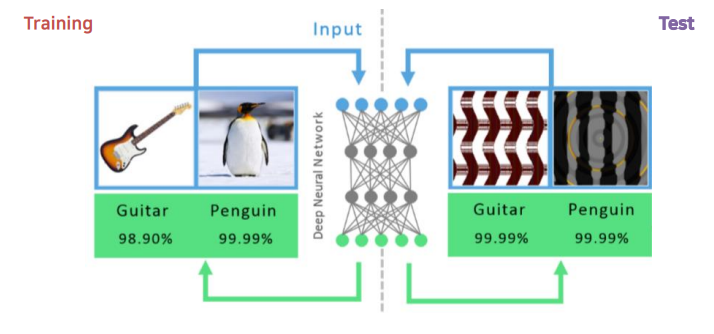 Training
Test
Input
Deep Neural Network
Guitar Penguin
98.90% 99.99%
Guitar Penguin
99.99% 99.99%